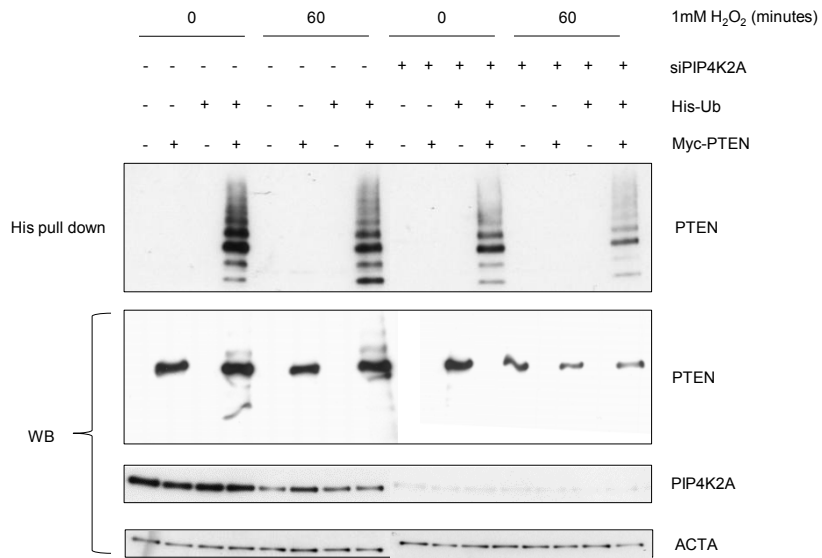 0 60 0 60 1mM H₂O₂ (minutes)
- - - - - - - - + + + + + + + + siPIP4K2A
- - + + - - + + - - + + - - + + His-Ub
- + - + - + - + - + - + - + - + Myc-PTEN
His pull down PTEN
PTEN
WB
PIP4K2A
ACTA